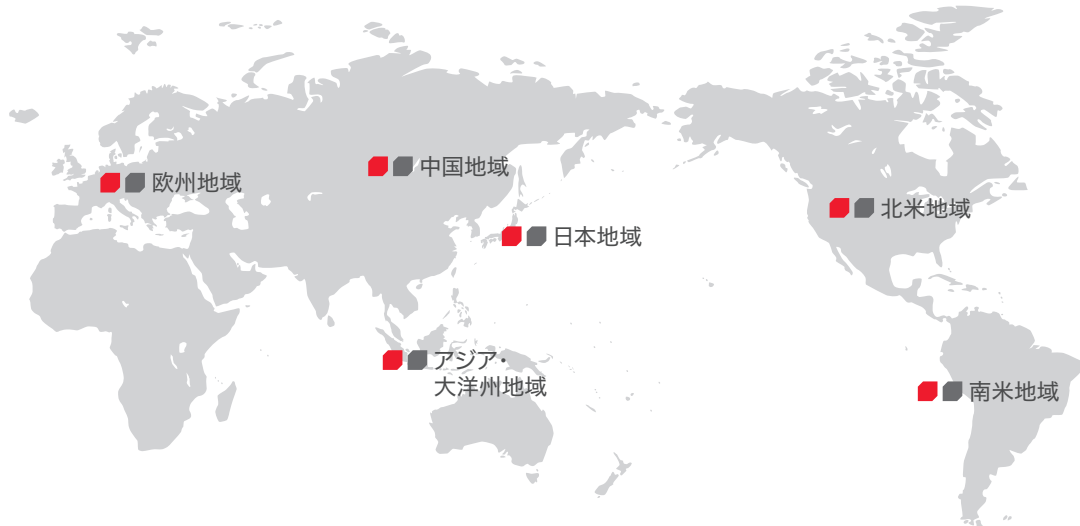 中国地域
欧州地域
北米地域
日本地域
アジア・
大洋州地域
南米地域